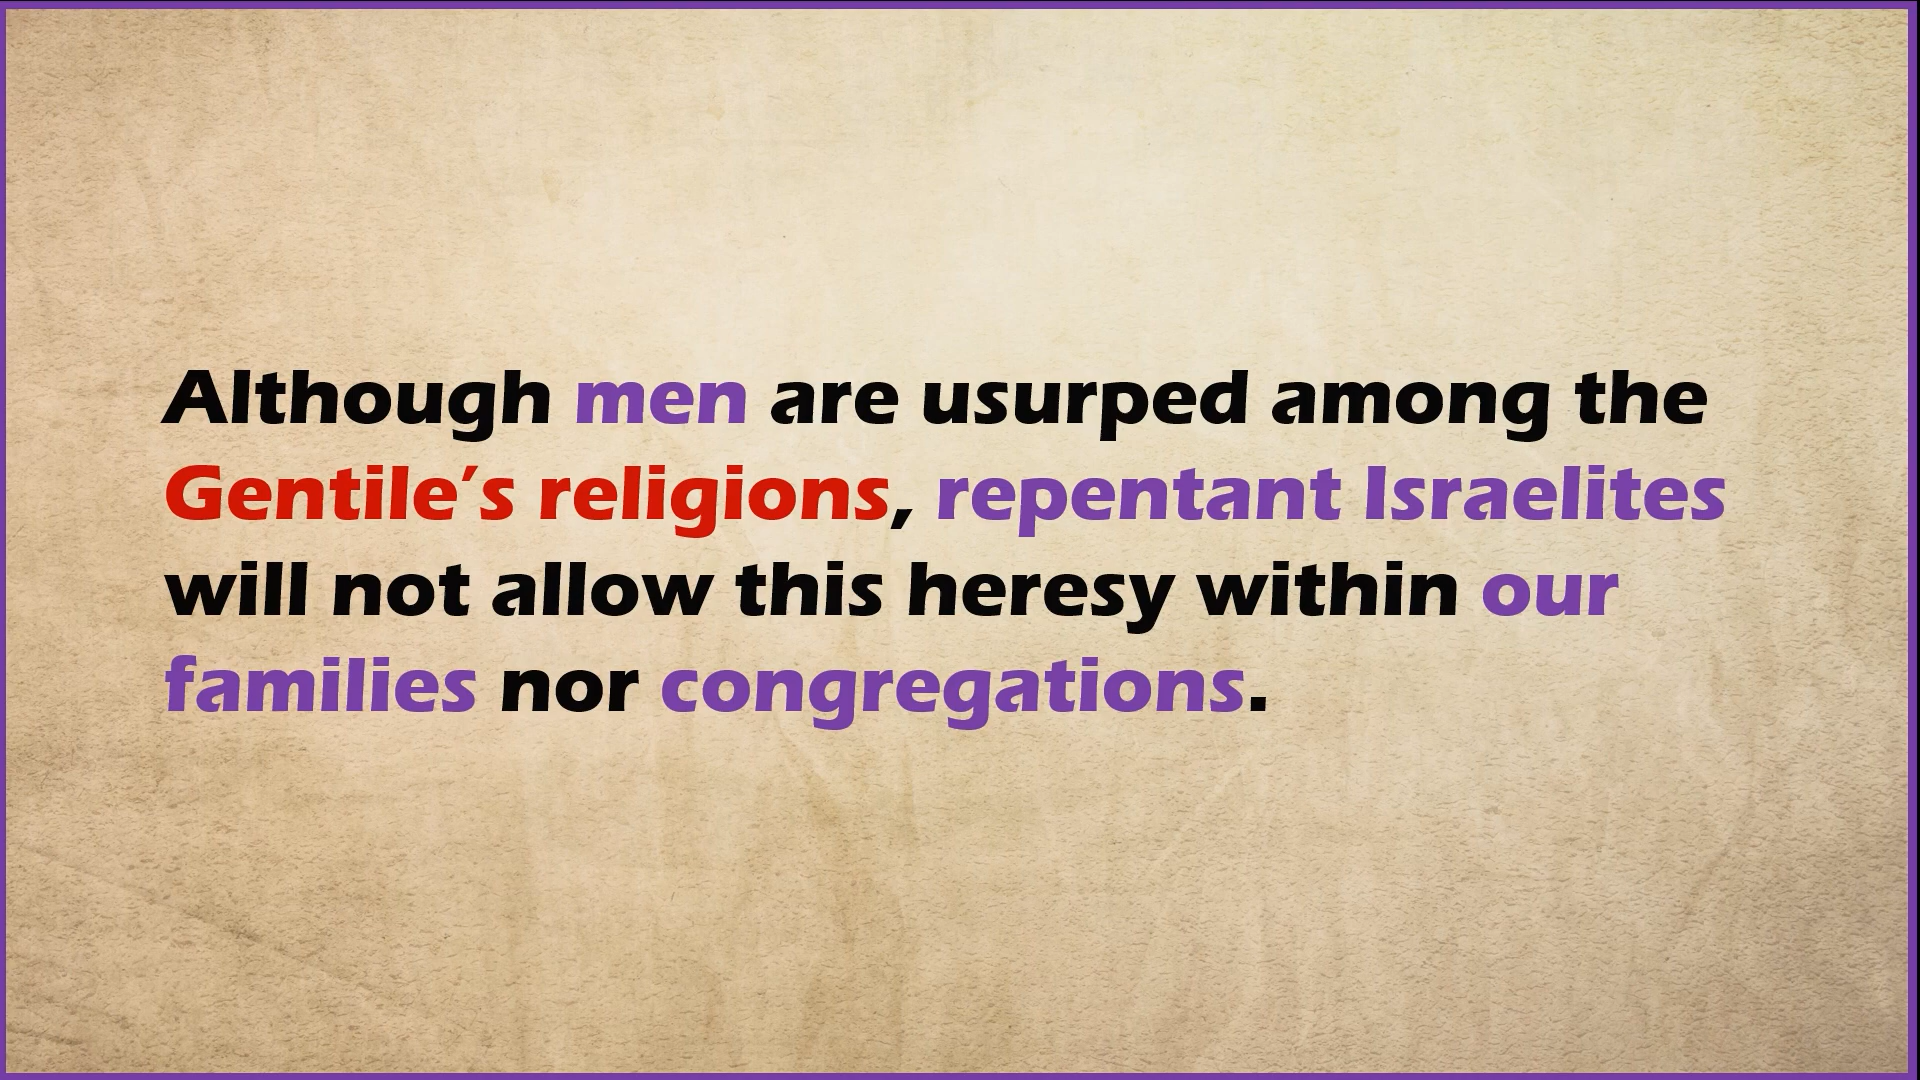 Although men are usurped among the
Gentile’s religions, repentant Israelites
will not allow this heresy within our
families nor congregations.